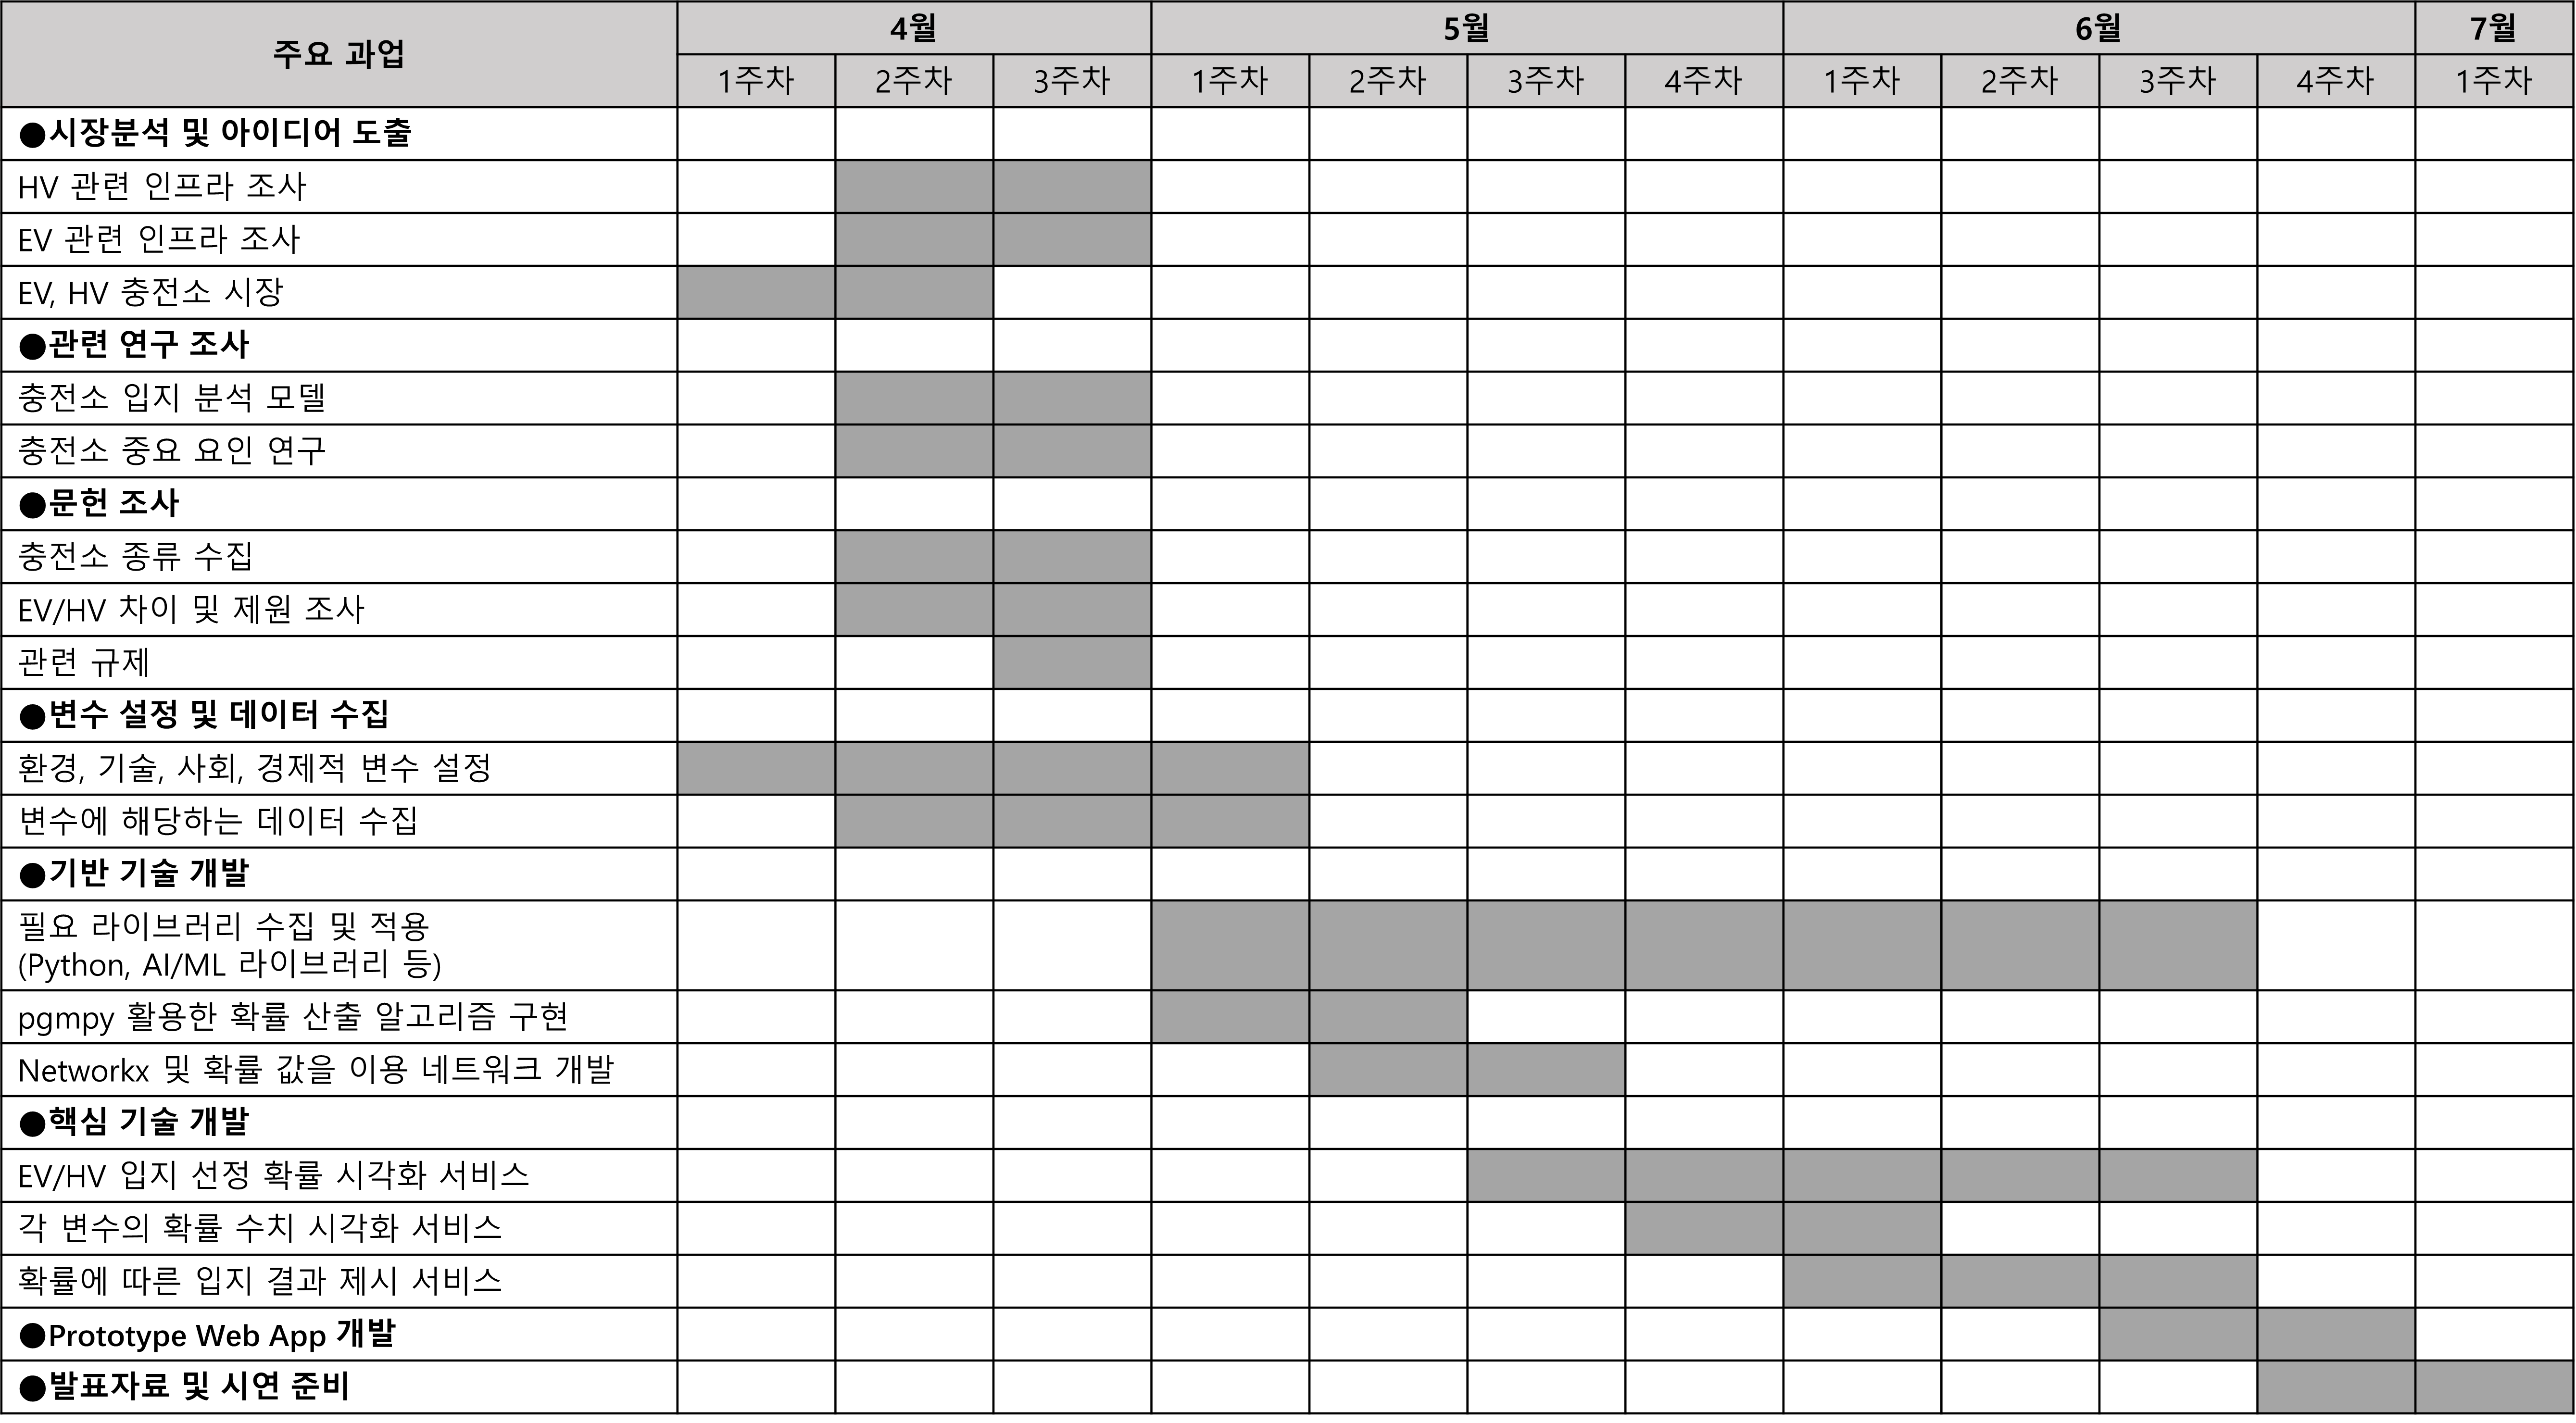 주요 과업
4월
5월
6월
7월
1주차
2주차
3주차
1주차
2주차
3주차
4주차
1주차
2주차
3주차
4주차
1주차
●시장분석 및 아이디어 도출
HV 관련 인프라 조사
EV 관련 인프라 조사
EV, HV 충전소 시장
●관련 연구 조사
충전소 입지 분석 모델
충전소 중요 요인 연구
●문헌 조사
충전소 종류 수집
EV/HV 차이 및 제원 조사
관련 규제
●변수 설정 및 데이터 수집
환경, 기술, 사회, 경제적 변수 설정
변수에 해당하는 데이터 수집
●기반 기술 개발
필요 라이브러리 수집 및 적용
(Python, AI/ML 라이브러리 등)
pgmpy 활용한 확률 산출 알고리즘 구현
Networkx 및 확률 값을 이용 네트워크 개발
●핵심 기술 개발
EV/HV 입지 선정 확률 시각화 서비스
각 변수의 확률 수치 시각화 서비스
확률에 따른 입지 결과 제시 서비스
●Prototype Web App 개발
●발표자료 및 시연 준비